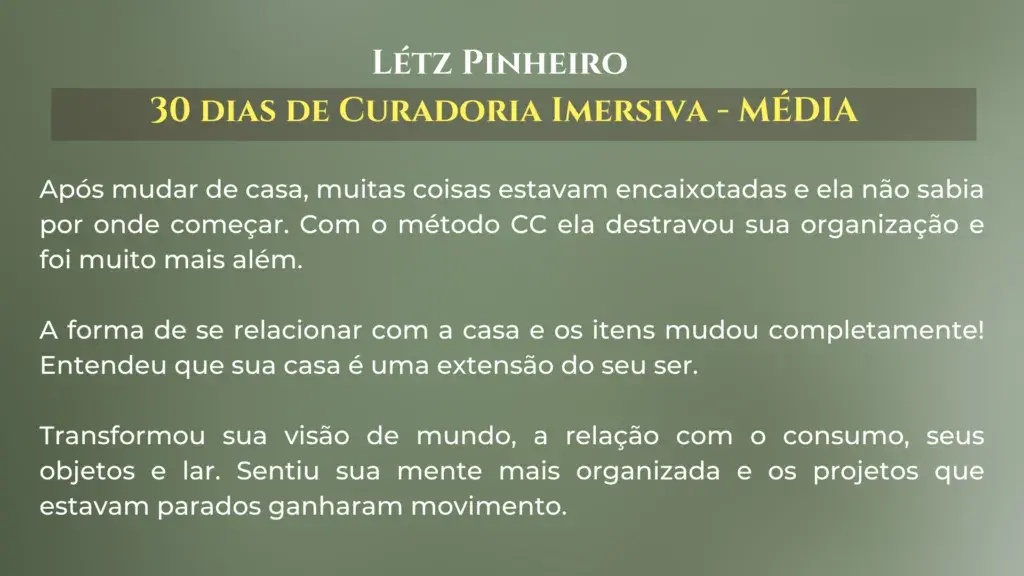 Létz Pinheiro
30 dias de Curadoria Imersiva - MÉDIA
Após mudar de casa, muitas coisas estavam encaixotadas e ela não sabia
por onde começar. Com o método CC ela destravou sua organização e
foi muito mais além.
A forma de se relacionar com a casa e os itens mudou completamente!
Entendeu que sua casa é uma extensão do seu ser.
Transformou sua visão de mundo, a relação com o consumo, seus
objetos e lar. Sentiu sua mente mais organizada e os projetos que
estavam parados ganharam movimento.